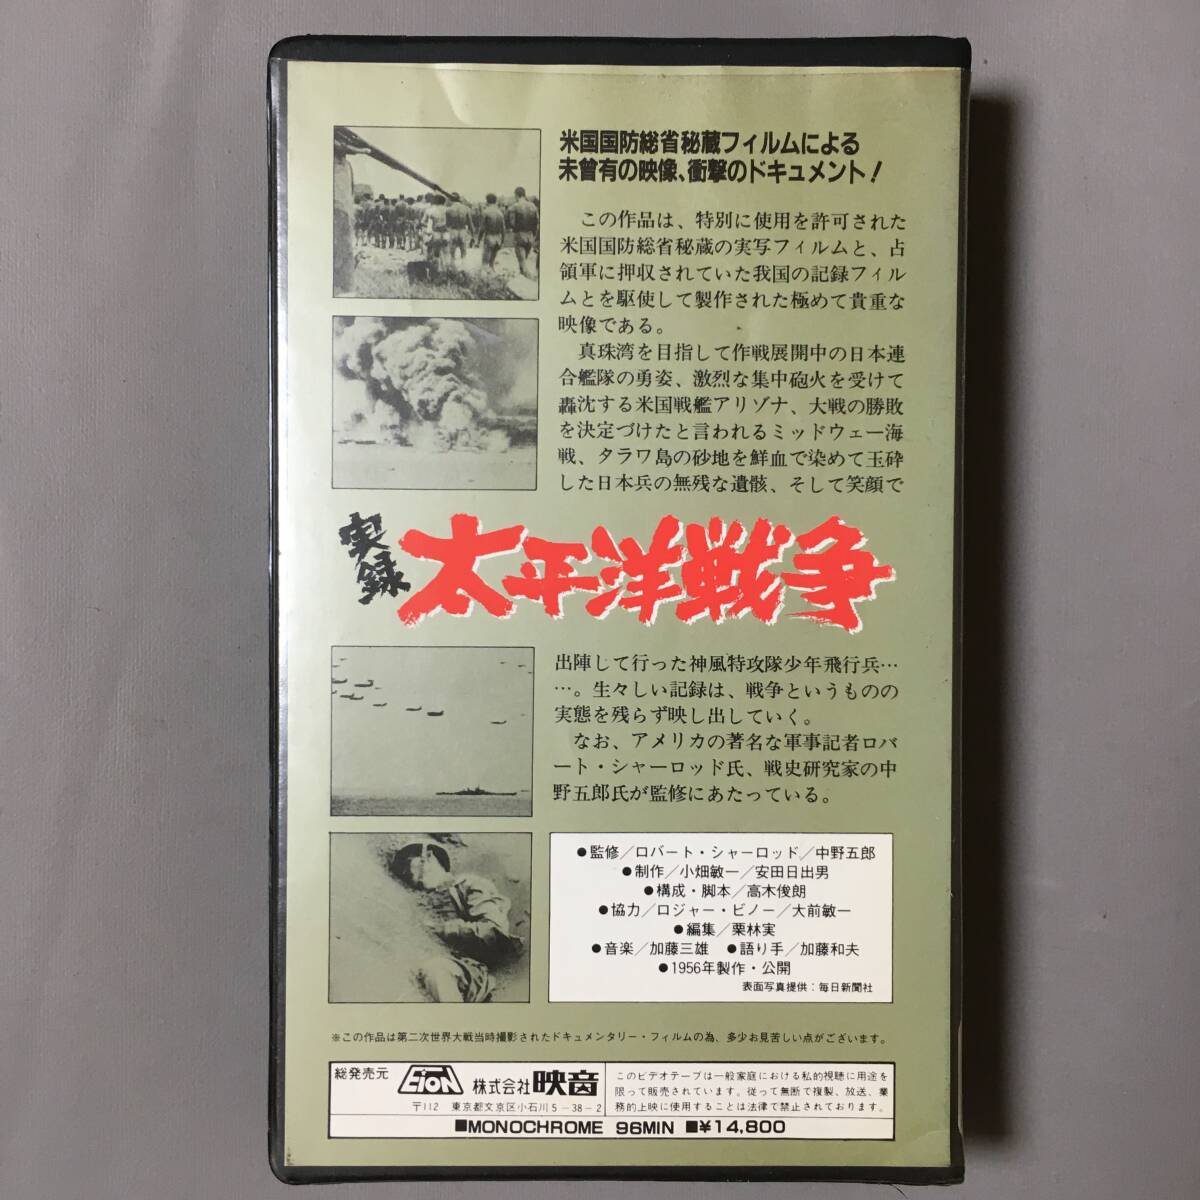 米国国防総省秘蔵フィルムによる
未曾有の映像、衝撃のドキュメント！
この作品は、特別に使用を許可された
米国国防総省秘蔵の実写フィルムと、占
領軍に押収されていた我国の記録フィル
ムとを駆使して製作された極めて貴重な
映像である。
真珠湾を目指して作戦展開中の日本連
合艦隊の勇姿、激烈な集中砲火を受けて
轟沈する米国戦艦アリゾナ、大戦の勝敗
を決定づけたと言われるミッドウェー海
戦、タラワ島の砂地を鮮血で染めて玉砕
した日本兵の無残な遺骸、そして笑顔で
実録
太平洋戦争
出陣して行った神風特攻隊少年飛行兵……
……。生々しい記録は、戦争というものの
実態を残らず映し出していく。
なお、アメリカの著名な軍事記者ロバ
ート・シャーロッド氏、戦史研究家の中
野五郎氏が監修にあたっている。
●監修／ロバート・シャーロッド／中野五郎
●制作／小畑敏一／安田日出男
●構成・脚本／高木俊朗
●協力／ロジャー・ビノー／大前敏一
●編集／栗林実
●音楽／加藤三雄 ●語り手／加藤和夫
●1956年製作・公開
表面写真提供：毎日新聞社
※この作品は第二次世界大戦当時撮影されたドキュメンタリー・フィルムの為、多少お見苦しい点がございます。
総発売元 EION 株式会社映音
〒112 東京都文京区小石川5−38−2
このビデオテープは一般家庭における私的視聴に用途を
限って販売されています。従って無断で複製、放送、業
務的上映に使用することは法律で禁止されております。
■MONOCHROME 96MIN ■¥14,800